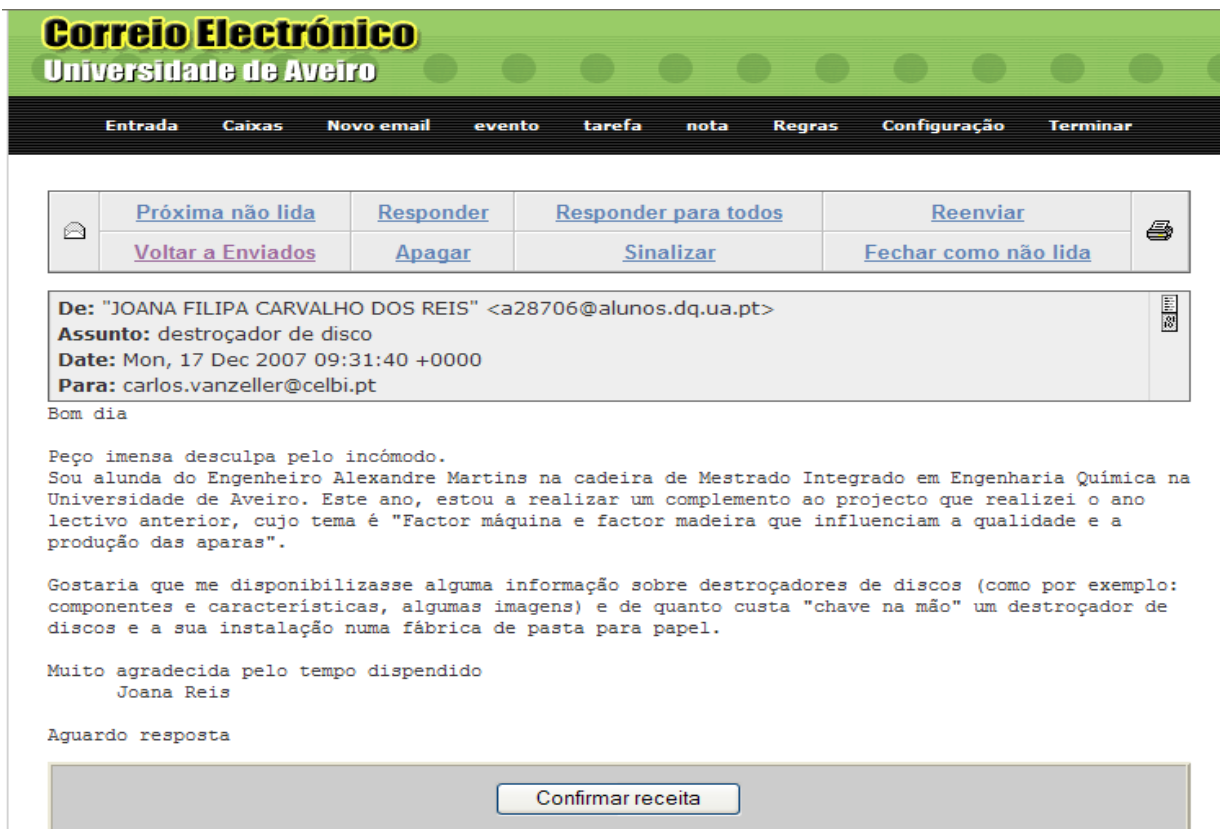 Correio Electrónico
Universidade de Aveiro
Entrada Caixas Novo email evento tarefa nota Regras Configuração Terminar
Próxima não lida Responder Responder para todos Reenviar
Voltar a Enviados Apagar Sinalizar Fechar como não lida
De: "JOANA FILIPA CARVALHO DOS REIS" <a28706@alunos.dq.ua.pt>
Assunto: destroçador de disco
Date: Mon, 17 Dec 2007 09:31:40 +0000
Para: carlos.vanzeller@celbi.pt
Bom dia
Peço imensa desculpa pelo incómodo.
Sou alunda do Engenheiro Alexandre Martins na cadeira de Mestrado Integrado em Engenharia Química na
Universidade de Aveiro. Este ano, estou a realizar um complemento ao projecto que realizei o ano
lectivo anterior, cujo tema é "Factor máquina e factor madeira que influenciam a qualidade e a
produção das aparas".
Gostaria que me disponibilizasse alguma informação sobre destroçadores de discos (como por exemplo:
componentes e características, algumas imagens) e de quanto custa "chave na mão" um destroçador de
discos e a sua instalação numa fábrica de pasta para papel.
Muito agradecida pelo tempo dispendido
Joana Reis
Aguardo resposta
Confirmar receita